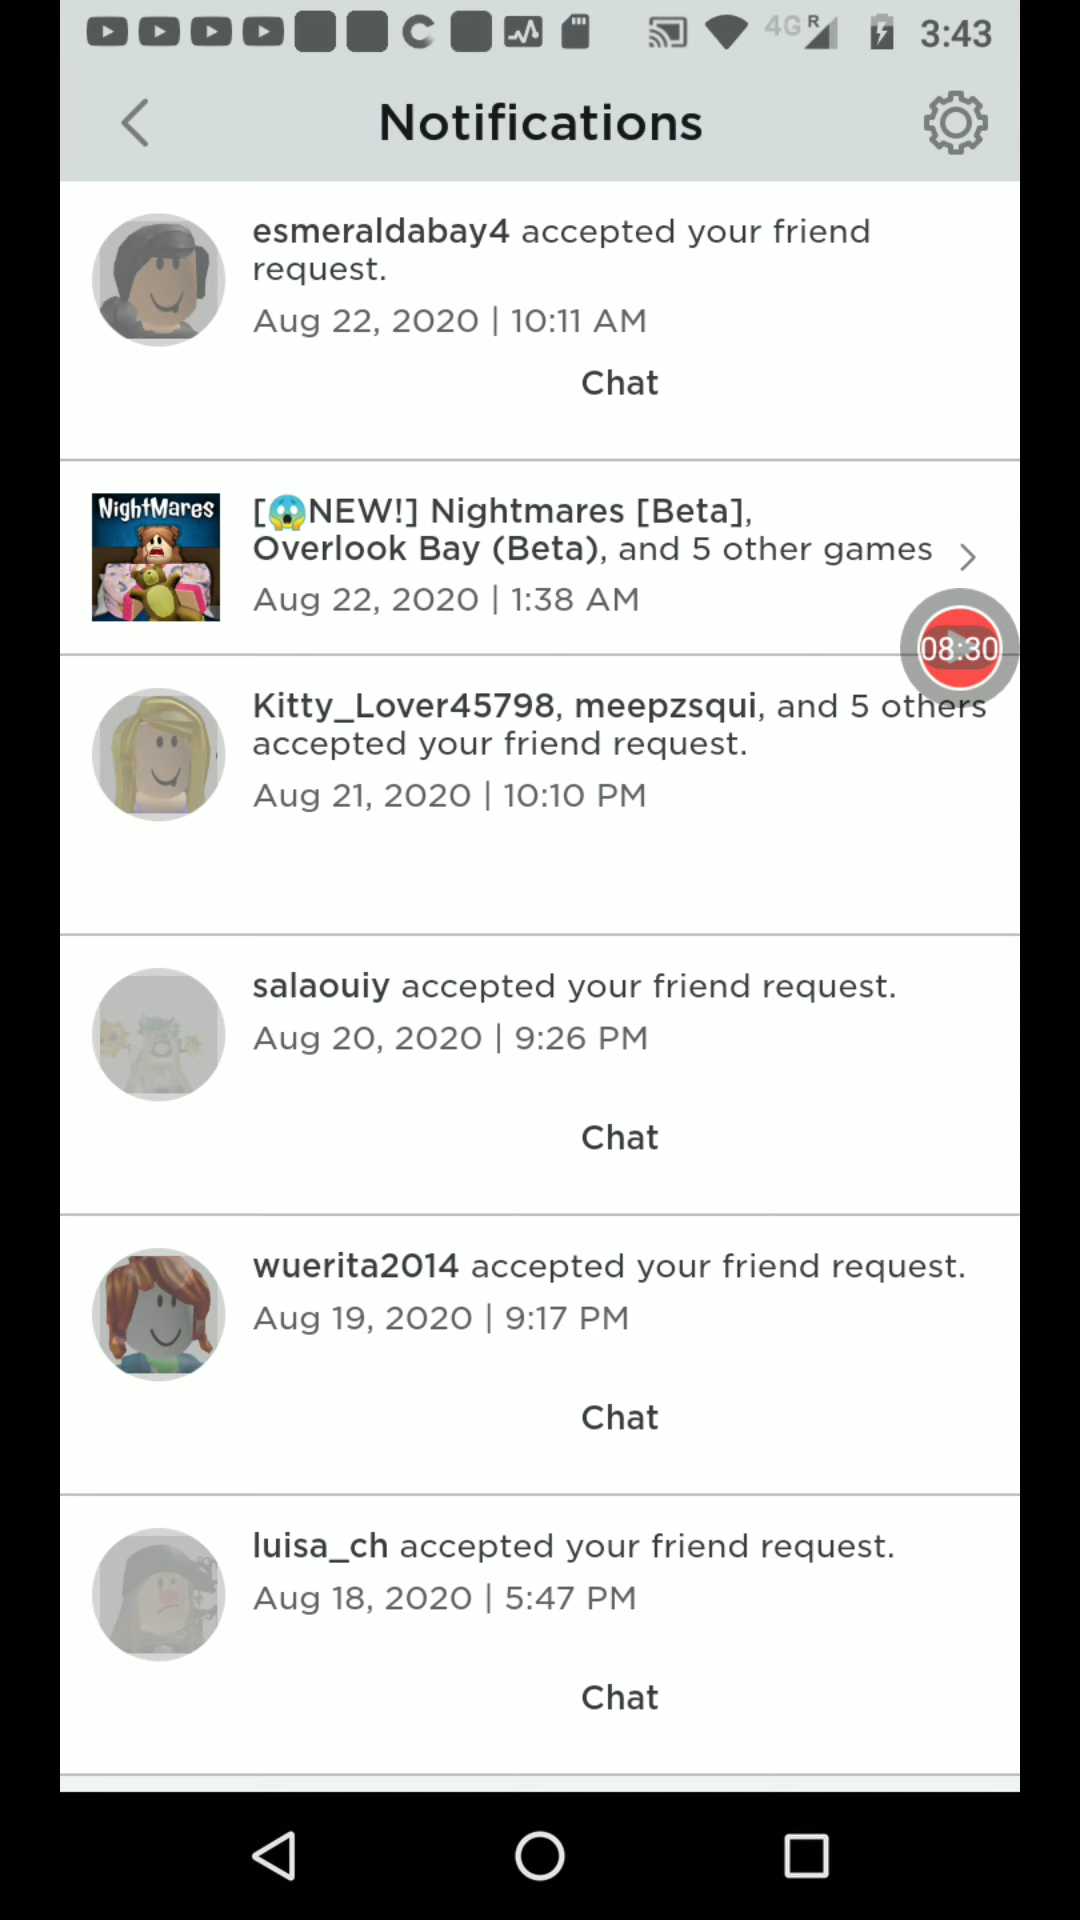 4G R 3:43
Notifications
esmeraldabay4 accepted your friend
request.
Aug 22, 2020 | 10:11 AM
Chat
NightMares
[😱NEW!] Nightmares [Beta],
Overlook Bay (Beta), and 5 other games
Aug 22, 2020 | 1:38 AM
08:30
Kitty_Lover45798, meepzsqui, and 5 others
accepted your friend request.
Aug 21, 2020 | 10:10 PM
salaouiy accepted your friend request.
Aug 20, 2020 | 9:26 PM
Chat
wuerita2014 accepted your friend request.
Aug 19, 2020 | 9:17 PM
Chat
luisa_ch accepted your friend request.
Aug 18, 2020 | 5:47 PM
Chat